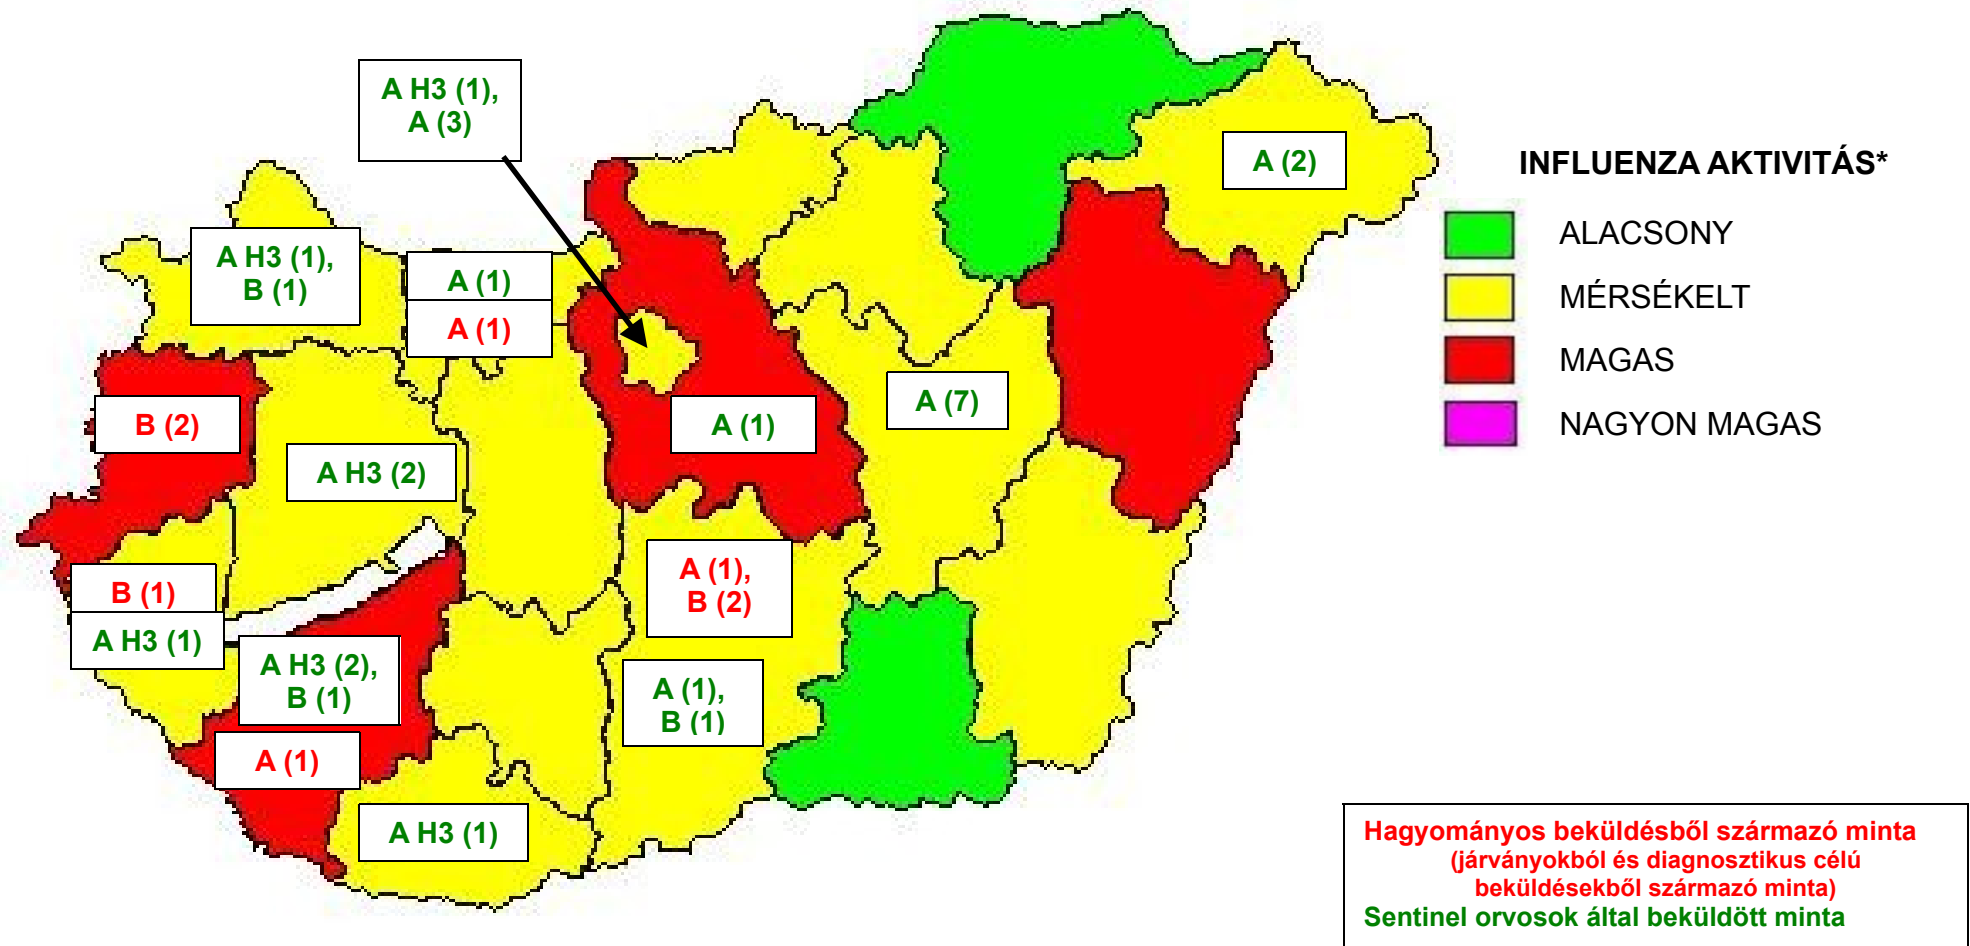 A H3 (1),
A (3)
A (2)
INFLUENZA AKTIVITÁS*
ALACSONY
MÉRSÉKELT
MAGAS
NAGYON MAGAS
A H3 (1),
B (1)
A (1)
A (1)
B (2)
A H3 (2)
A (1)
A (7)
B (1)
A H3 (1)
A H3 (2),
B (1)
A (1)
A (1),
B (2)
A (1),
B (1)
A H3 (1)
Hagyományos beküldésből származó minta
(járványokból és diagnosztikus célú
beküldésekből származó minta)
Sentinel orvosok által beküldött minta